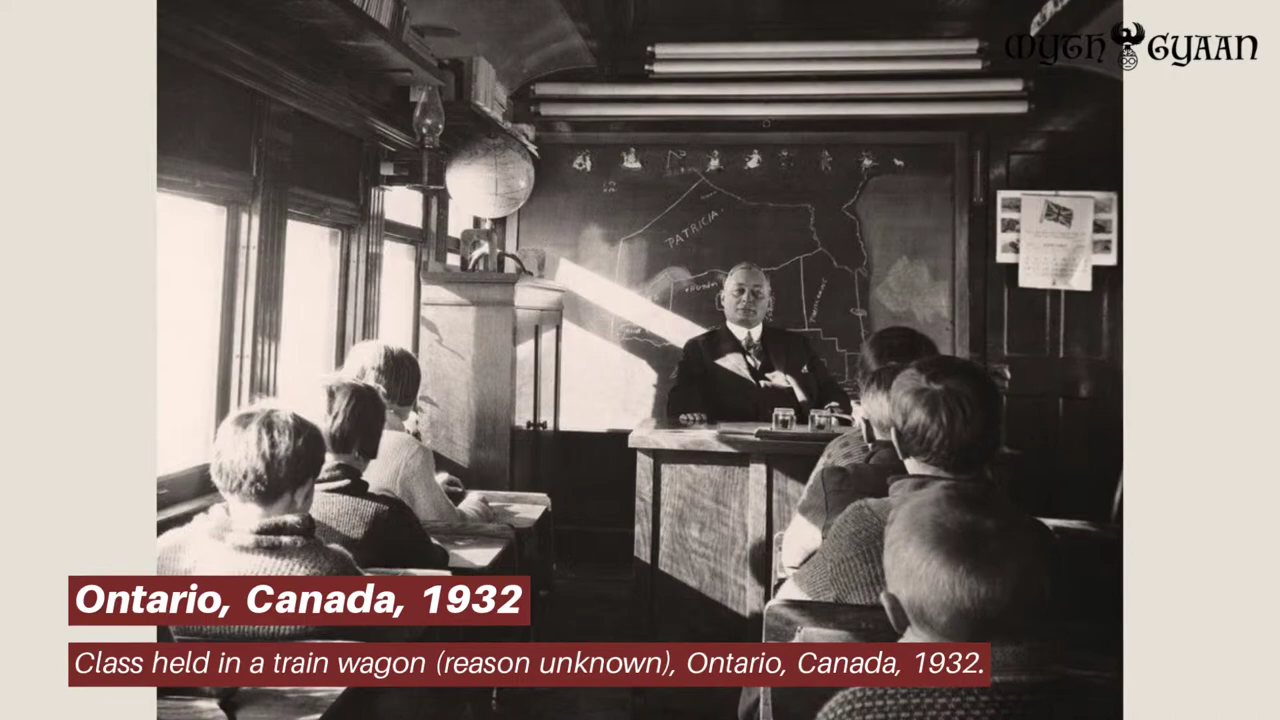 MYTH GYAAN
PATRICIA
Ontario, Canada, 1932
Class held in a train wagon (reason unknown), Ontario, Canada, 1932.